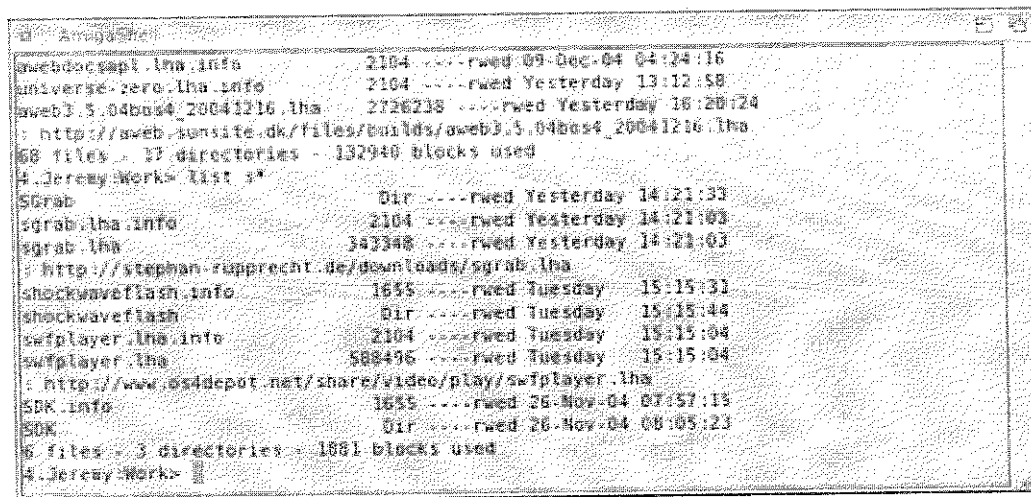 AmigaShell
awebdocsmpl.lha.info 2104 ----rwed 09-Dec-04 04:24:16
universe-zero.lha.info 2104 ----rwed Yesterday 13:12:58
aweb3.5.04bos4_20041216.lha 2726238 ----rwed Yesterday 16:20:24
: http://aweb.sunsite.dk/files/builds/aweb3.5.04bos4_20041216.lha
68 files - 37 directories - 132940 blocks used
4.Jeremy:Work> list s*
SGrab Dir ----rwed Yesterday 14:21:33
sgrab.lha.info 2104 ----rwed Yesterday 14:21:03
sgrab.lha 343348 ----rwed Yesterday 14:21:03
: http://stephan-rupprecht.de/downloads/sgrab.lha
shockwaveflash.info 1655 ----rwed Tuesday 15:15:31
shockwaveflash Dir ----rwed Tuesday 15:15:44
swfplayer.lha.info 2104 ----rwed Tuesday 15:15:04
swfplayer.lha 588496 ----rwed Tuesday 15:15:04
: http://www.os4depot.net/share/video/play/swfplayer.lha
SDK.info 1655 ----rwed 26-Nov-04 07:57:15
SDK Dir ----rwed 26-Nov-04 08:05:23
6 files - 3 directories - 1881 blocks used
4.Jeremy:Work>